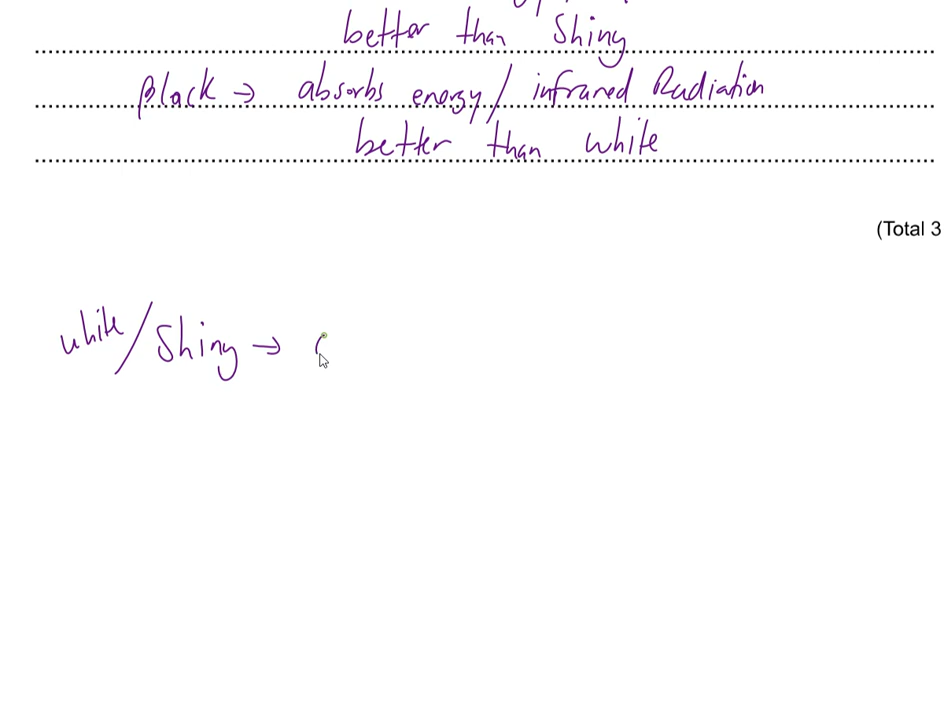 better than Shiny
Black → absorbs energy/infrared Radiation
better than white
(Total 3
white/Shiny →